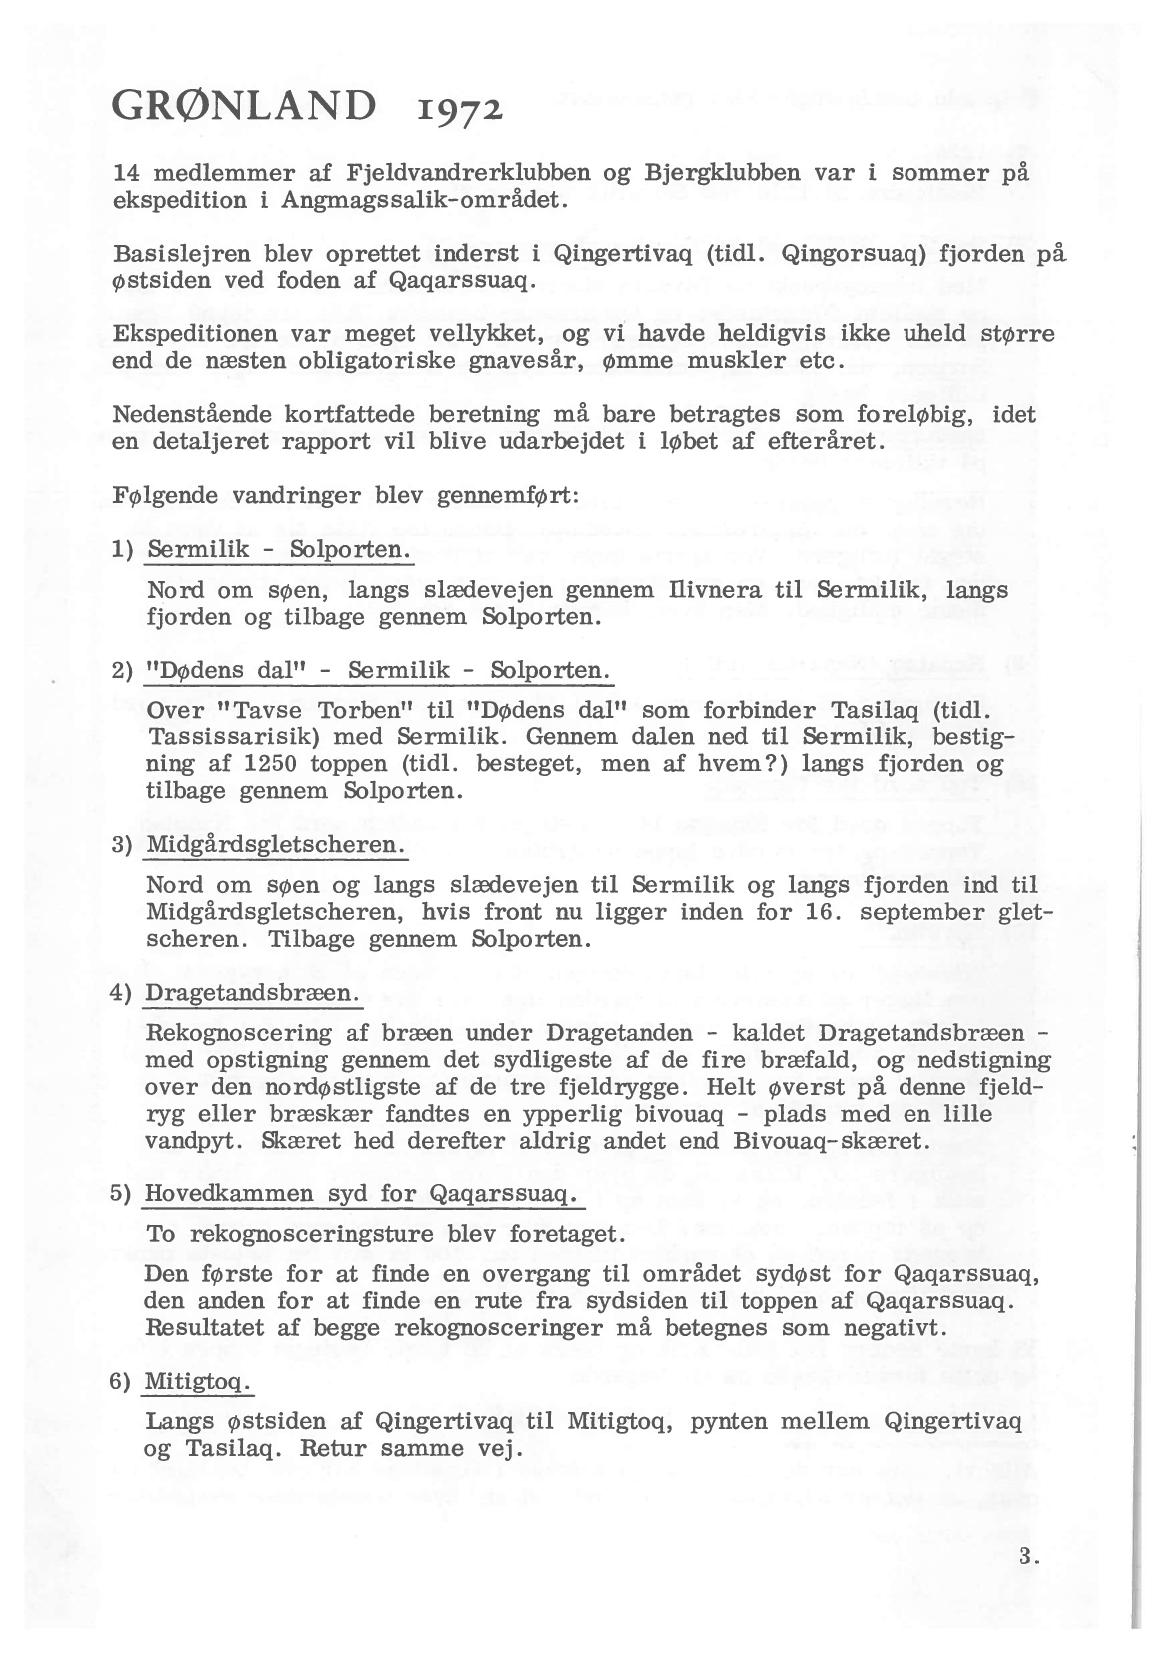 GRØNLAND 1972
14 medlemmer af Fjeldvandrerklubben og Bjergklubben var i sommer på
ekspedition i Angmagssalik-området.
Basislejren blev oprettet inderst i Qingertivaq (tidl. Qingorsuaq) fjorden på
østsiden ved foden af Qaqarssuaq.
Ekspeditionen var meget vellykket, og vi havde heldigvis ikke uheld større
end de næsten obligatoriske gnavesår, ømme muskler etc.
Nedenstående kortfattede beretning må bare betragtes som foreløbig, idet
en detaljeret rapport vil blive udarbejdet i løbet af efteråret.
Følgende vandringer blev gennemført:
1) Sermilik - Solporten.
Nord om søen, langs slædevejen gennem Ilivnera til Sermilik, langs
fjorden og tilbage gennem Solporten.
2) "Dødens dal" - Sermilik - Solporten.
Over "Tavse Torben" til "Dødens dal" som forbinder Tasilaq (tidl.
Tassissarisik) med Sermilik. Gennem dalen ned til Sermilik, bestig-
ning af 1250 toppen (tidl. besteget, men af hvem?) langs fjorden og
tilbage gennem Solporten.
3) Midgårdsgletscheren.
Nord om søen og langs slædevejen til Sermilik og langs fjorden ind til
Midgårdsgletscheren, hvis front nu ligger inden for 16. september glet-
scheren. Tilbage gennem Solporten.
4) Dragetandsbræen.
Rekognoscering af bræen under Dragetanden - kaldet Dragetandsbræen -
med opstigning gennem det sydligeste af de fire bræfald, og nedstigning
over den nordøstligste af de tre fjeldrygge. Helt øverst på denne fjeld-
ryg eller bræskær fandtes en ypperlig bivouaq - plads med en lille
vandpyt. Skæret hed derefter aldrig andet end Bivouaq-skæret.
5) Hovedkammen syd for Qaqarssuaq.
To rekognosceringsture blev foretaget.
Den første for at finde en overgang til området sydøst for Qaqarssuaq,
den anden for at finde en rute fra sydsiden til toppen af Qaqarssuaq.
Resultatet af begge rekognosceringer må betegnes som negativt.
6) Mitigtoq.
Langs østsiden af Qingertivaq til Mitigtoq, pynten mellem Qingertivaq
og Tasilaq. Retur samme vej.
3.